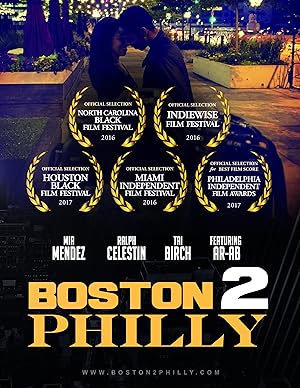 OFFICIAL SELECTION
NORTH CAROLINA
BLACK
FILM FESTIVAL
2016
OFFICIAL SELECTION
INDIEWISE
FILM FESTIVAL
2016
OFFICIAL SELECTION
HOUSTON
BLACK
FILM FESTIVAL
2017
OFFICIAL SELECTION
MIAMI
INDEPENDENT
FILM FESTIVAL
2016
OFFICIAL SELECTION
for BEST FILM SCORE
PHILADELPHIA
INDEPENDENT
FILM AWARDS
2017
MIA
MENDEZ
RALPH
CELESTIN
TAI
BIRCH
FEATURING
AR-AB
BOSTON 2
PHILLY
WWW.BOSTON2PHILLY.COM